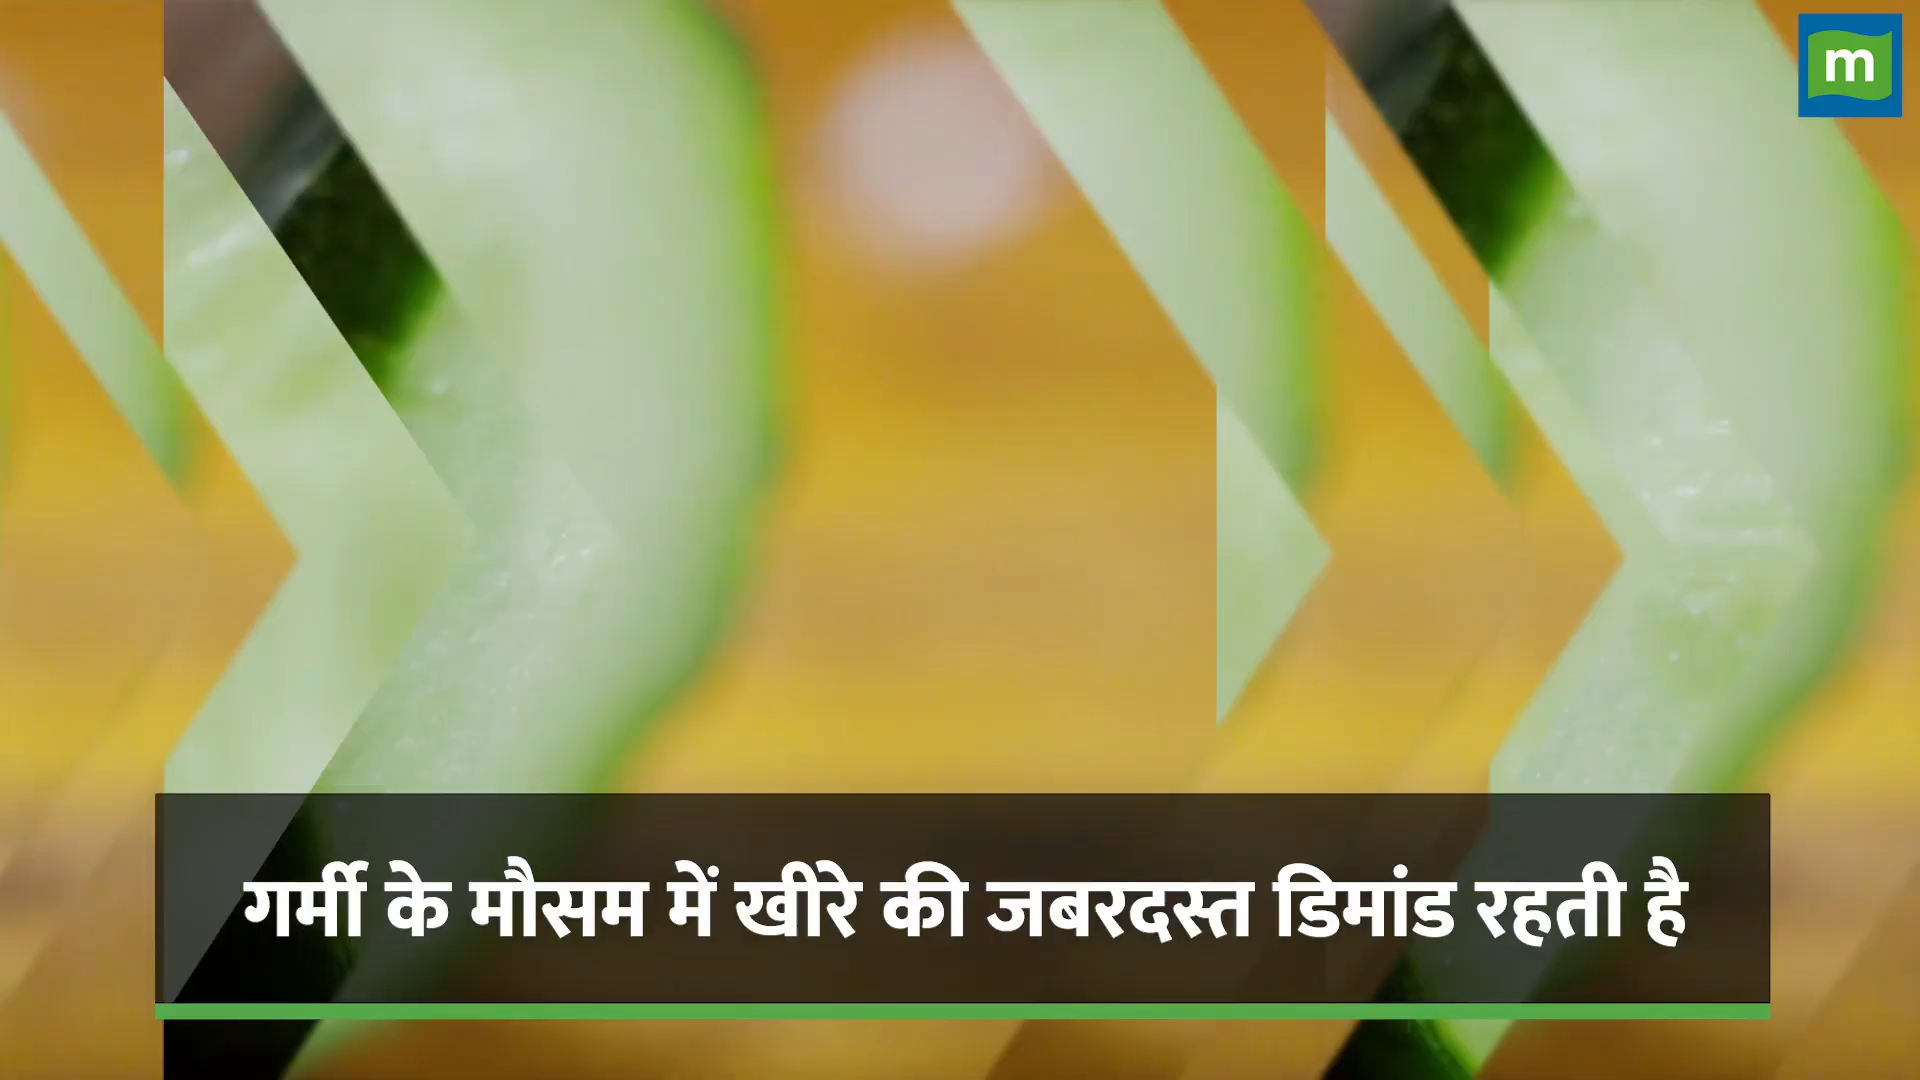 m
गर्मी के मौसम में खीरे की जबरदस्त डिमांड रहती है